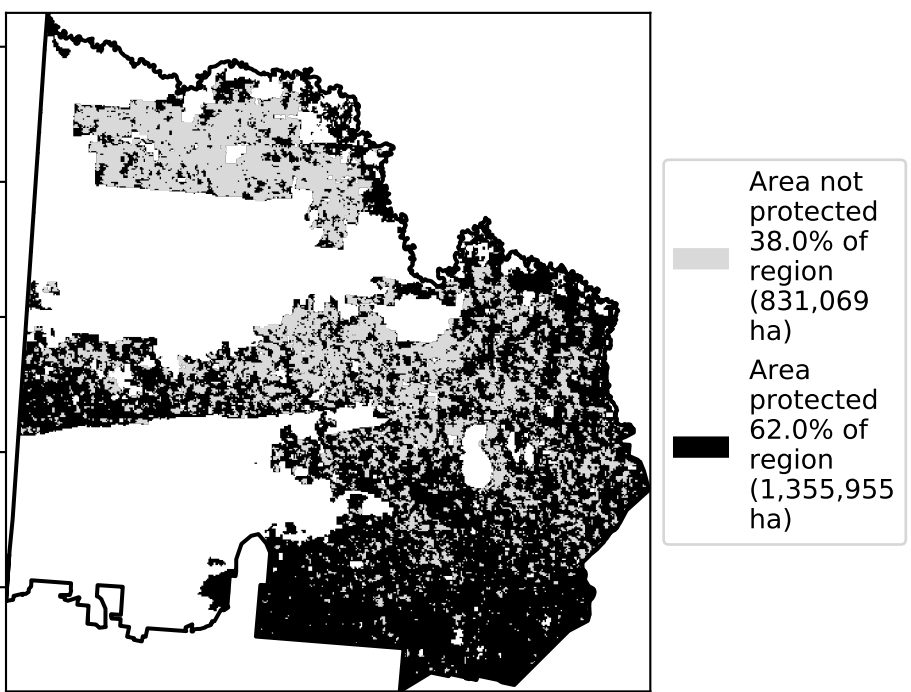 Area not
protected
38.0% of
region
(831,069
ha)
Area
protected
62.0% of
region
(1,355,955
ha)